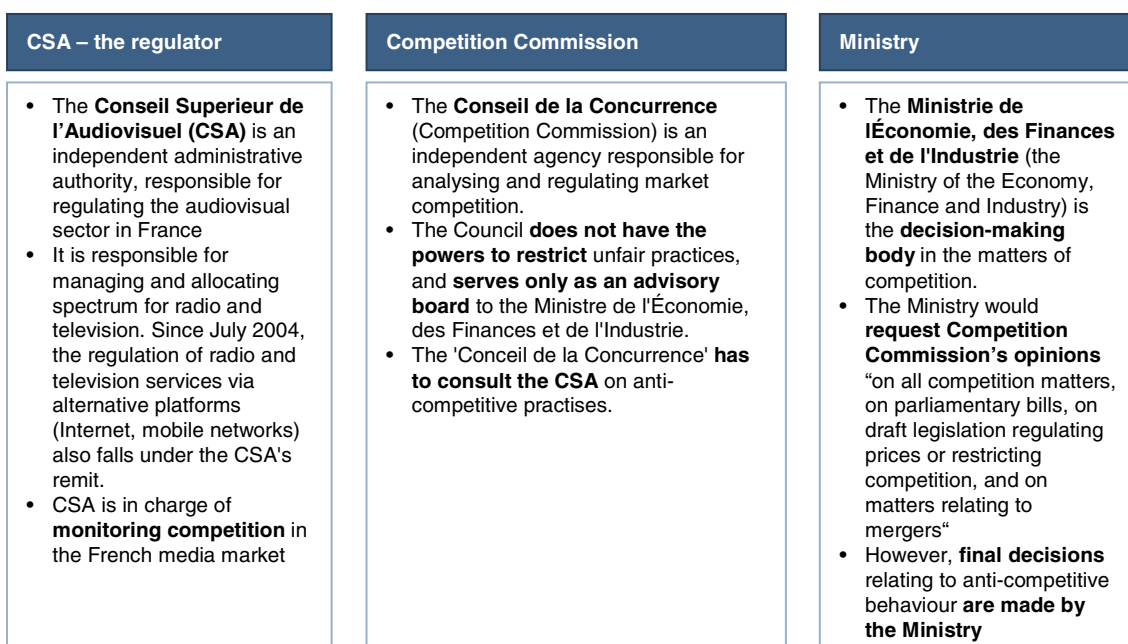 CSA – the regulator
• The Conseil Superieur de
l'Audiovisuel (CSA) is an
independent administrative
authority, responsible for
regulating the audiovisual
sector in France
• It is responsible for
managing and allocating
spectrum for radio and
television. Since July 2004,
the regulation of radio and
television services via
alternative platforms
(Internet, mobile networks)
also falls under the CSA's
remit.
• CSA is in charge of
monitoring competition in
the French media market
Competition Commission
• The Conseil de la Concurrence
(Competition Commission) is an
independent agency responsible for
analysing and regulating market
competition.
• The Council does not have the
powers to restrict unfair practices,
and serves only as an advisory
board to the Ministre de l'Économie,
des Finances et de l'Industrie.
• The 'Conceil de la Concurrence' has
to consult the CSA on anti-
competitive practises.
Ministry
• The Ministrie de
lÉconomie, des Finances
et de l'Industrie (the
Ministry of the Economy,
Finance and Industry) is
the decision-making
body in the matters of
competition.
• The Ministry would
request Competition
Commission's opinions
“on all competition matters,
on parliamentary bills, on
draft legislation regulating
prices or restricting
competition, and on
matters relating to
mergers“
• However, final decisions
relating to anti-competitive
behaviour are made by
the Ministry